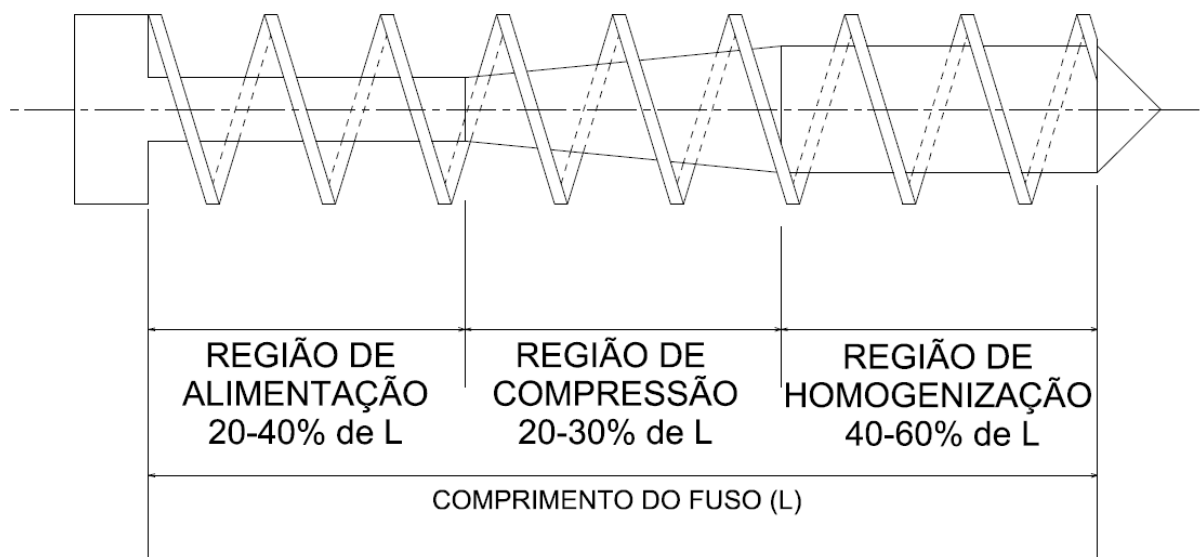 REGIÃO DE
ALIMENTAÇÃO
20-40% de L
REGIÃO DE
COMPRESSÃO
20-30% de L
REGIÃO DE
HOMOGENIZAÇÃO
40-60% de L
COMPRIMENTO DO FUSO (L)